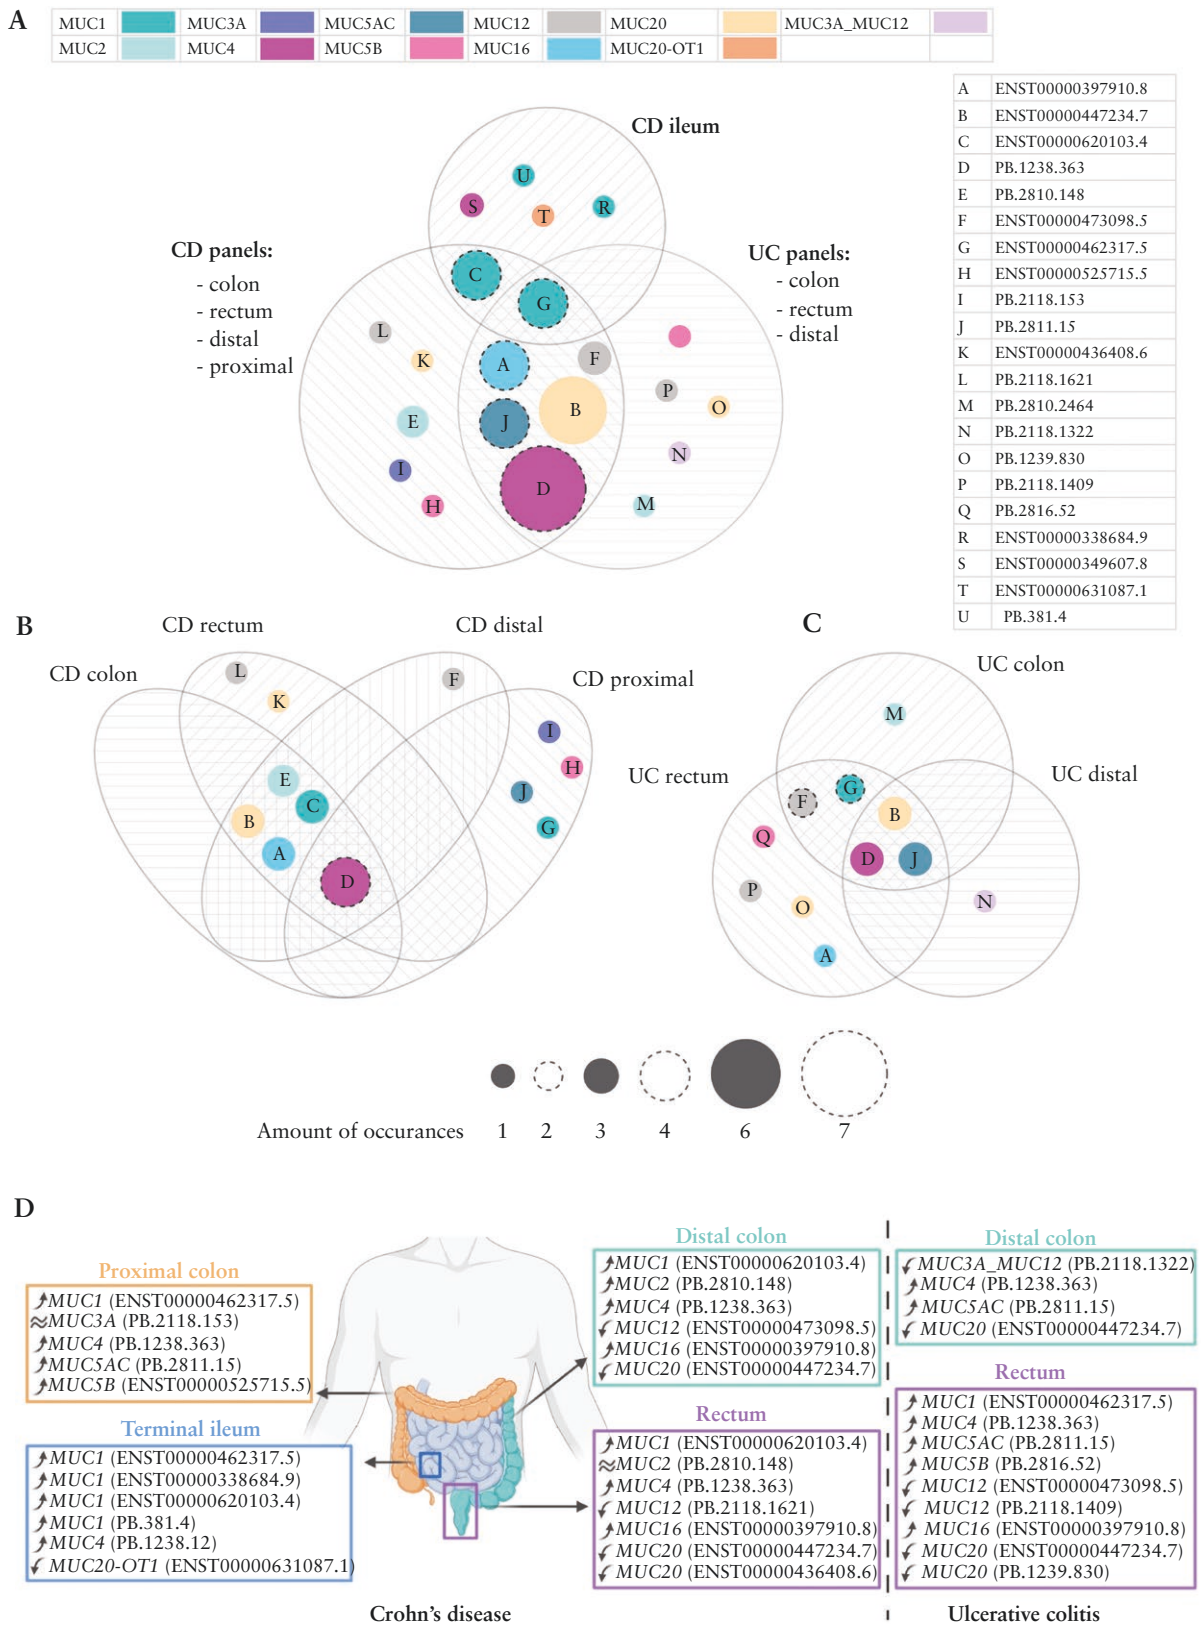 A
MUC1 MUC3A MUC5AC MUC12 MUC20 MUC3A_MUC12
MUC2 MUC4 MUC5B MUC16 MUC20-OT1
A ENST00000397910.8
B ENST00000447234.7
C ENST00000620103.4
D PB.1238.363
E PB.2810.148
F ENST00000473098.5
G ENST00000462317.5
H ENST00000525715.5
I PB.2118.153
J PB.2811.15
K ENST00000436408.6
L PB.2118.1621
M PB.2810.2464
N PB.2118.1322
O PB.1239.830
P PB.2118.1409
Q PB.2816.52
R ENST00000338684.9
S ENST00000349607.8
T ENST00000631087.1
U PB.381.4
CD ileum
U
S
T
R
CD panels:
- colon
- rectum
- distal
- proximal
UC panels:
- colon
- rectum
- distal
C
G
L
K
A
F
P
O
E
J
B
I
N
H
D
M
B
CD rectum
CD distal
CD colon
CD proximal
L
K
F
I
H
E
C
J
B
G
A
D
C
UC colon
UC rectum
UC distal
M
G
F
B
Q
D
J
P
O
N
A
Amount of occurances 1 2 3 4 6 7
D
Proximal colon
MUC1 (ENST00000462317.5)
≈MUC3A (PB.2118.153)
MUC4 (PB.1238.363)
MUC5AC (PB.2811.15)
MUC5B (ENST00000525715.5)
Terminal ileum
MUC1 (ENST00000462317.5)
MUC1 (ENST00000338684.9)
MUC1 (ENST00000620103.4)
MUC1 (PB.381.4)
MUC4 (PB.1238.12)
MUC20-OT1 (ENST00000631087.1)
Distal colon
MUC1 (ENST00000620103.4)
MUC2 (PB.2810.148)
MUC4 (PB.1238.363)
MUC12 (ENST00000473098.5)
MUC16 (ENST00000397910.8)
MUC20 (ENST00000447234.7)
Rectum
MUC1 (ENST00000620103.4)
≈MUC2 (PB.2810.148)
MUC4 (PB.1238.363)
MUC12 (PB.2118.1621)
MUC16 (ENST00000397910.8)
MUC20 (ENST00000447234.7)
MUC20 (ENST00000436408.6)
Distal colon
MUC3A_MUC12 (PB.2118.1322)
MUC4 (PB.1238.363)
MUC5AC (PB.2811.15)
MUC20 (ENST00000447234.7)
Rectum
MUC1 (ENST00000462317.5)
MUC4 (PB.1238.363)
MUC5AC (PB.2811.15)
MUC5B (PB.2816.52)
MUC12 (ENST00000473098.5)
MUC12 (PB.2118.1409)
MUC16 (ENST00000397910.8)
MUC20 (ENST00000447234.7)
MUC20 (PB.1239.830)
Crohn's disease
Ulcerative colitis